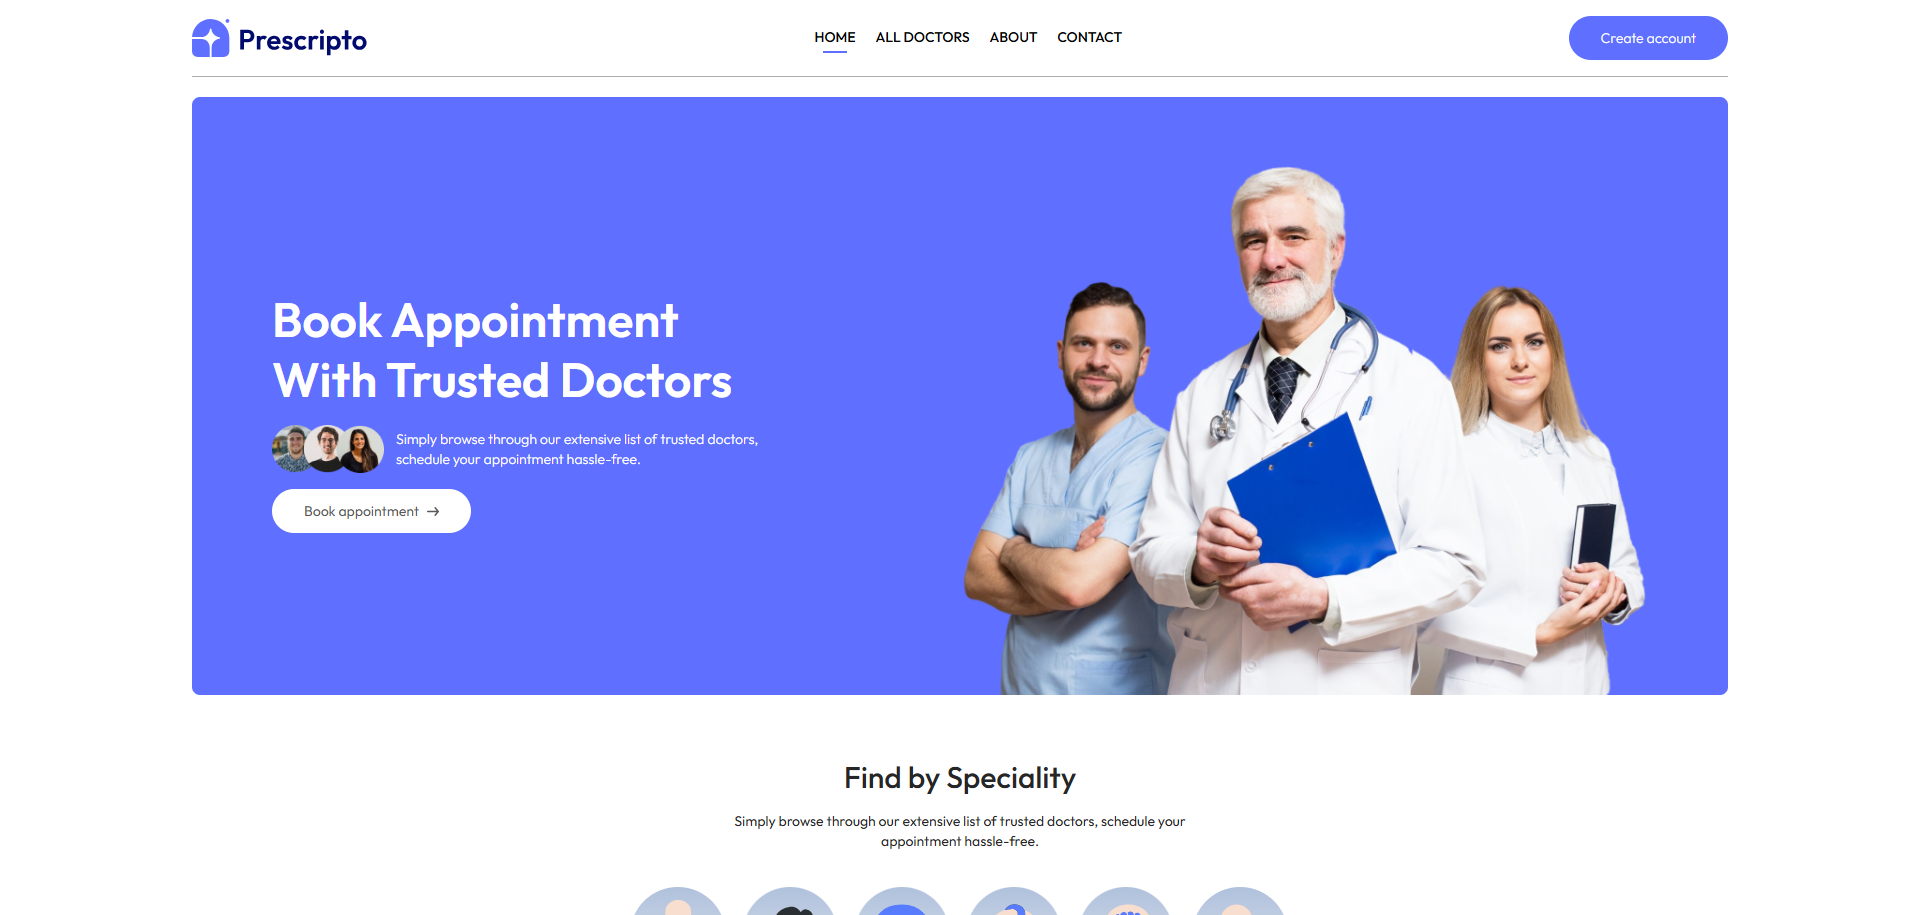 Prescripto
HOME
ALL DOCTORS
ABOUT
CONTACT
Create account
Book Appointment
With Trusted Doctors
Simply browse through our extensive list of trusted doctors,
schedule your appointment hassle-free.
Book appointment →
Find by Speciality
Simply browse through our extensive list of trusted doctors, schedule your
appointment hassle-free.